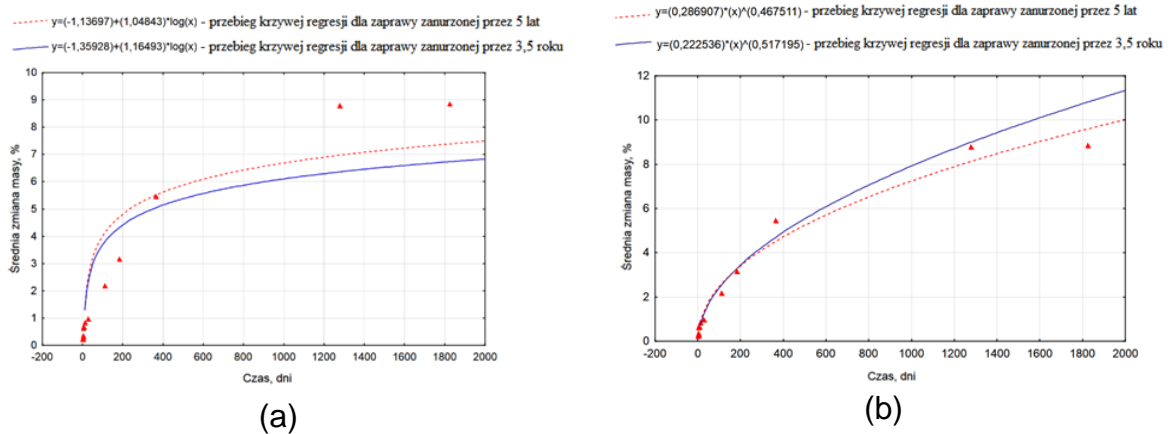 y=(-1,13697)+(1,04843)*log(x) - przebieg krzywej regresji dla zaprawy zanurzonej przez 5 lat
y=(-1,35928)+(1,16493)*log(x) - przebieg krzywej regresji dla zaprawy zanurzonej przez 3,5 roku
10
9
8
7
6
5
4
3
2
1
0
Średnia zmiana masy, %
-200 0 200 400 600 800 1000 1200 1400 1600 1800 2000
Czas, dni
(a)
y=(0,286907)*(x)^(0,467511) - przebieg krzywej regresji dla zaprawy zanurzonej przez 5 lat
y=(0,222536)*(x)^(0,517195) - przebieg krzywej regresji dla zaprawy zanurzonej przez 3,5 roku
12
10
8
6
4
2
0
Średnia zmiana masy, %
-200 0 200 400 600 800 1000 1200 1400 1600 1800 2000
Czas, dni
(b)